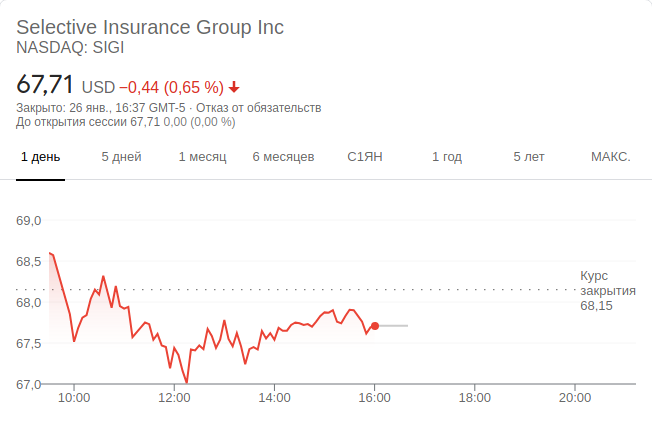 Selective Insurance Group Inc
NASDAQ: SIGI
67,71 USD −0,44 (0,65 %)
Закрыто: 26 янв., 16:37 GMT-5 · Отказ от обязательств
До открытия сессии 67,71 0,00 (0,00 %)
1 день 5 дней 1 месяц 6 месяцев С1ЯН 1 год 5 лет МАКС.
69,0
68,5
Курс
закрытия
68,15
68,0
67,5
67,0
10:00 12:00 14:00 16:00 18:00 20:00